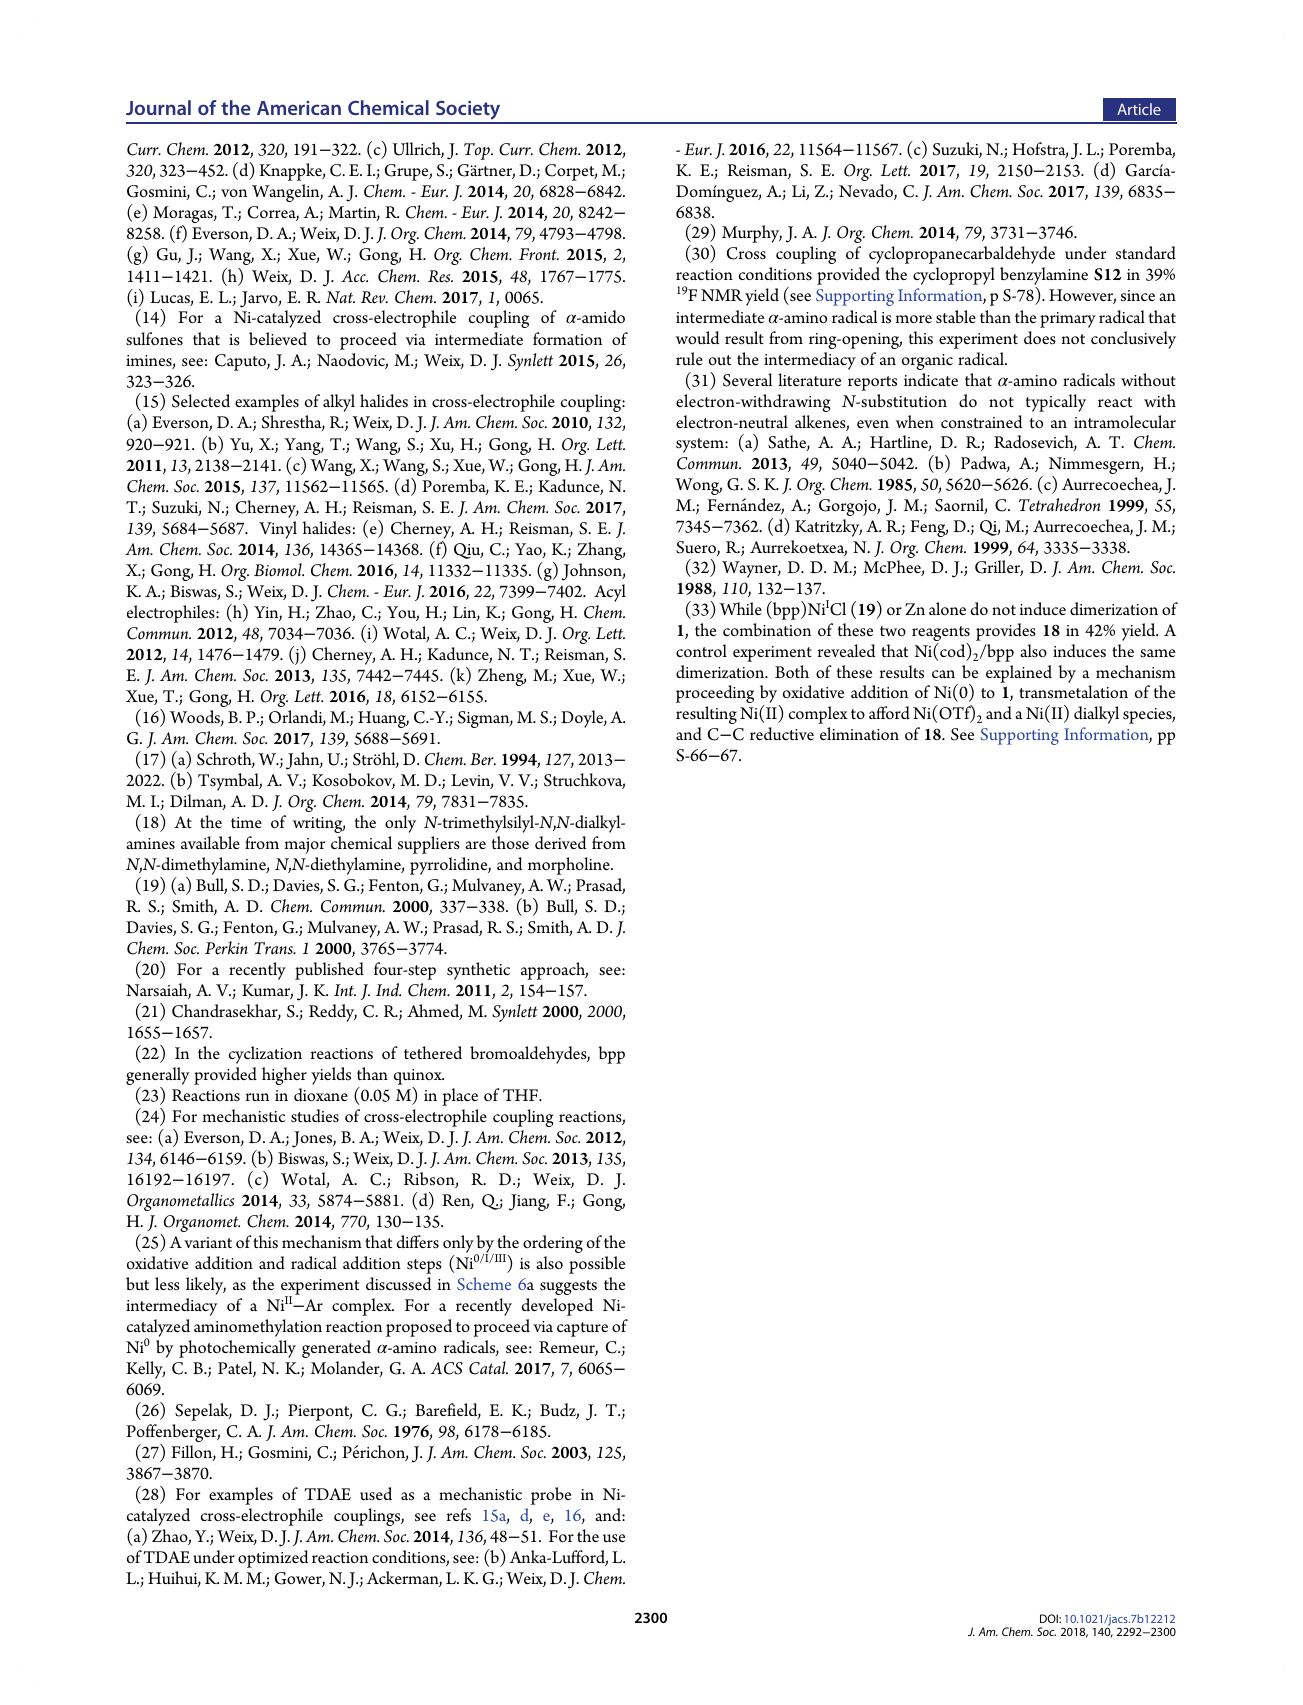 Journal of the American Chemical Society
Article
Curr. Chem. 2012, 320, 191−322. (c) Ullrich, J. Top. Curr. Chem. 2012,
320, 323−452. (d) Knappke, C. E. I.; Grupe, S.; Gärtner, D.; Corpet, M.;
Gosmini, C.; von Wangelin, A. J. Chem. - Eur. J. 2014, 20, 6828−6842.
(e) Moragas, T.; Correa, A.; Martin, R. Chem. - Eur. J. 2014, 20, 8242−
8258. (f) Everson, D. A.; Weix, D. J. J. Org. Chem. 2014, 79, 4793−4798.
(g) Gu, J.; Wang, X.; Xue, W.; Gong, H. Org. Chem. Front. 2015, 2,
1411−1421. (h) Weix, D. J. Acc. Chem. Res. 2015, 48, 1767−1775.
(i) Lucas, E. L.; Jarvo, E. R. Nat. Rev. Chem. 2017, 1, 0065.
(14) For a Ni-catalyzed cross-electrophile coupling of α-amido
sulfones that is believed to proceed via intermediate formation of
imines, see: Caputo, J. A.; Naodovic, M.; Weix, D. J. Synlett 2015, 26,
323−326.
(15) Selected examples of alkyl halides in cross-electrophile coupling:
(a) Everson, D. A.; Shrestha, R.; Weix, D. J. J. Am. Chem. Soc. 2010, 132,
920−921. (b) Yu, X.; Yang, T.; Wang, S.; Xu, H.; Gong, H. Org. Lett.
2011, 13, 2138−2141. (c) Wang, X.; Wang, S.; Xue, W.; Gong, H. J. Am.
Chem. Soc. 2015, 137, 11562−11565. (d) Poremba, K. E.; Kadunce, N.
T.; Suzuki, N.; Cherney, A. H.; Reisman, S. E. J. Am. Chem. Soc. 2017,
139, 5684−5687. Vinyl halides: (e) Cherney, A. H.; Reisman, S. E. J.
Am. Chem. Soc. 2014, 136, 14365−14368. (f) Qiu, C.; Yao, K.; Zhang,
X.; Gong, H. Org. Biomol. Chem. 2016, 14, 11332−11335. (g) Johnson,
K. A.; Biswas, S.; Weix, D. J. Chem. - Eur. J. 2016, 22, 7399−7402. Acyl
electrophiles: (h) Yin, H.; Zhao, C.; You, H.; Lin, K.; Gong, H. Chem.
Commun. 2012, 48, 7034−7036. (i) Wotal, A. C.; Weix, D. J. Org. Lett.
2012, 14, 1476−1479. (j) Cherney, A. H.; Kadunce, N. T.; Reisman, S.
E. J. Am. Chem. Soc. 2013, 135, 7442−7445. (k) Zheng, M.; Xue, W.;
Xue, T.; Gong, H. Org. Lett. 2016, 18, 6152−6155.
(16) Woods, B. P.; Orlandi, M.; Huang, C.-Y.; Sigman, M. S.; Doyle, A.
G. J. Am. Chem. Soc. 2017, 139, 5688−5691.
(17) (a) Schroth, W.; Jahn, U.; Ströhl, D. Chem. Ber. 1994, 127, 2013−
2022. (b) Tsymbal, A. V.; Kosobokov, M. D.; Levin, V. V.; Struchkova,
M. I.; Dilman, A. D. J. Org. Chem. 2014, 79, 7831−7835.
(18) At the time of writing, the only N-trimethylsilyl-N,N-dialkyl-
amines available from major chemical suppliers are those derived from
N,N-dimethylamine, N,N-diethylamine, pyrrolidine, and morpholine.
(19) (a) Bull, S. D.; Davies, S. G.; Fenton, G.; Mulvaney, A. W.; Prasad,
R. S.; Smith, A. D. Chem. Commun. 2000, 337−338. (b) Bull, S. D.;
Davies, S. G.; Fenton, G.; Mulvaney, A. W.; Prasad, R. S.; Smith, A. D. J.
Chem. Soc. Perkin Trans. 1 2000, 3765−3774.
(20) For a recently published four-step synthetic approach, see:
Narsaiah, A. V.; Kumar, J. K. Int. J. Ind. Chem. 2011, 2, 154−157.
(21) Chandrasekhar, S.; Reddy, C. R.; Ahmed, M. Synlett 2000, 2000,
1655−1657.
(22) In the cyclization reactions of tethered bromoaldehydes, bpp
generally provided higher yields than quinox.
(23) Reactions run in dioxane (0.05 M) in place of THF.
(24) For mechanistic studies of cross-electrophile coupling reactions,
see: (a) Everson, D. A.; Jones, B. A.; Weix, D. J. J. Am. Chem. Soc. 2012,
134, 6146−6159. (b) Biswas, S.; Weix, D. J. J. Am. Chem. Soc. 2013, 135,
16192−16197. (c) Wotal, A. C.; Ribson, R. D.; Weix, D. J.
Organometallics 2014, 33, 5874−5881. (d) Ren, Q.; Jiang, F.; Gong,
H. J. Organomet. Chem. 2014, 770, 130−135.
(25) A variant of this mechanism that differs only by the ordering of the
oxidative addition and radical addition steps (Ni0/I/III) is also possible
but less likely, as the experiment discussed in Scheme 6a suggests the
intermediacy of a NiII−Ar complex. For a recently developed Ni-
catalyzed aminomethylation reaction proposed to proceed via capture of
Ni0 by photochemically generated α-amino radicals, see: Remeur, C.;
Kelly, C. B.; Patel, N. K.; Molander, G. A. ACS Catal. 2017, 7, 6065−
6069.
(26) Sepelak, D. J.; Pierpont, C. G.; Barefield, E. K.; Budz, J. T.;
Poffenberger, C. A. J. Am. Chem. Soc. 1976, 98, 6178−6185.
(27) Fillon, H.; Gosmini, C.; Périchon, J. J. Am. Chem. Soc. 2003, 125,
3867−3870.
(28) For examples of TDAE used as a mechanistic probe in Ni-
catalyzed cross-electrophile couplings, see refs 15a, d, e, 16, and:
(a) Zhao, Y.; Weix, D. J. J. Am. Chem. Soc. 2014, 136, 48−51. For the use
of TDAE under optimized reaction conditions, see: (b) Anka-Lufford, L.
L.; Huihui, K. M. M.; Gower, N. J.; Ackerman, L. K. G.; Weix, D. J. Chem.
- Eur. J. 2016, 22, 11564−11567. (c) Suzuki, N.; Hofstra, J. L.; Poremba,
K. E.; Reisman, S. E. Org. Lett. 2017, 19, 2150−2153. (d) García-
Domínguez, A.; Li, Z.; Nevado, C. J. Am. Chem. Soc. 2017, 139, 6835−
6838.
(29) Murphy, J. A. J. Org. Chem. 2014, 79, 3731−3746.
(30) Cross coupling of cyclopropanecarbaldehyde under standard
reaction conditions provided the cyclopropyl benzylamine S12 in 39%
19F NMR yield (see Supporting Information, p S-78). However, since an
intermediate α-amino radical is more stable than the primary radical that
would result from ring-opening, this experiment does not conclusively
rule out the intermediacy of an organic radical.
(31) Several literature reports indicate that α-amino radicals without
electron-withdrawing N-substitution do not typically react with
electron-neutral alkenes, even when constrained to an intramolecular
system: (a) Sathe, A. A.; Hartline, D. R.; Radosevich, A. T. Chem.
Commun. 2013, 49, 5040−5042. (b) Padwa, A.; Nimmesgern, H.;
Wong, G. S. K. J. Org. Chem. 1985, 50, 5620−5626. (c) Aurrecoechea, J.
M.; Fernández, A.; Gorgojo, J. M.; Saornil, C. Tetrahedron 1999, 55,
7345−7362. (d) Katritzky, A. R.; Feng, D.; Qi, M.; Aurrecoechea, J. M.;
Suero, R.; Aurrekoetxea, N. J. Org. Chem. 1999, 64, 3335−3338.
(32) Wayner, D. D. M.; McPhee, D. J.; Griller, D. J. Am. Chem. Soc.
1988, 110, 132−137.
(33) While (bpp)NiICl (19) or Zn alone do not induce dimerization of
1, the combination of these two reagents provides 18 in 42% yield. A
control experiment revealed that Ni(cod)2/bpp also induces the same
dimerization. Both of these results can be explained by a mechanism
proceeding by oxidative addition of Ni(0) to 1, transmetalation of the
resulting Ni(II) complex to afford Ni(OTf)2 and a Ni(II) dialkyl species,
and C−C reductive elimination of 18. See Supporting Information, pp
S-66−67.
2300
DOI: 10.1021/jacs.7b12212
J. Am. Chem. Soc. 2018, 140, 2292−2300